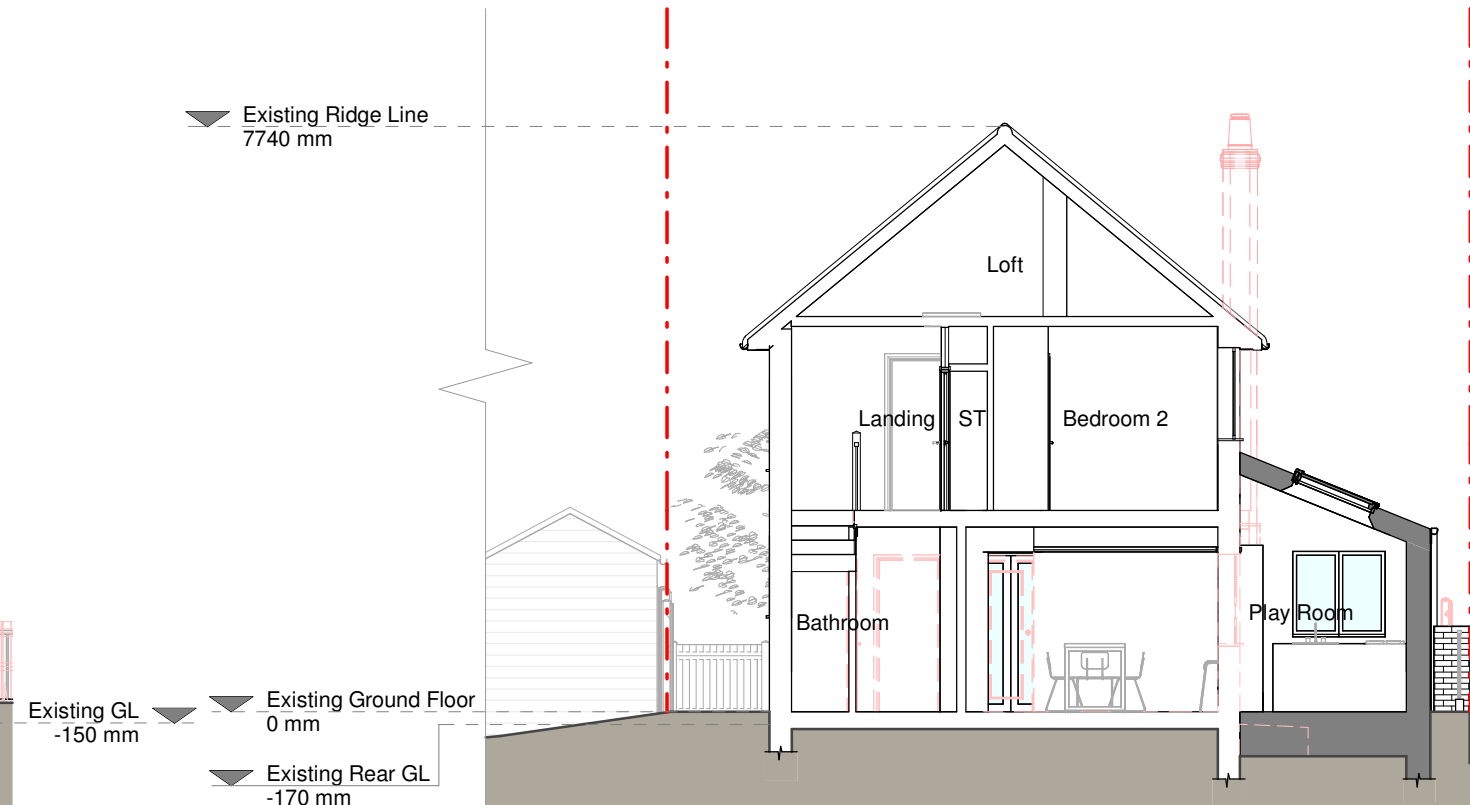 Existing Ridge Line
7740 mm
Loft
Landing
ST
Bedroom 2
Bathroom
Play Room
Existing GL
-150 mm
Existing Ground Floor
0 mm
Existing Rear GL
-170 mm